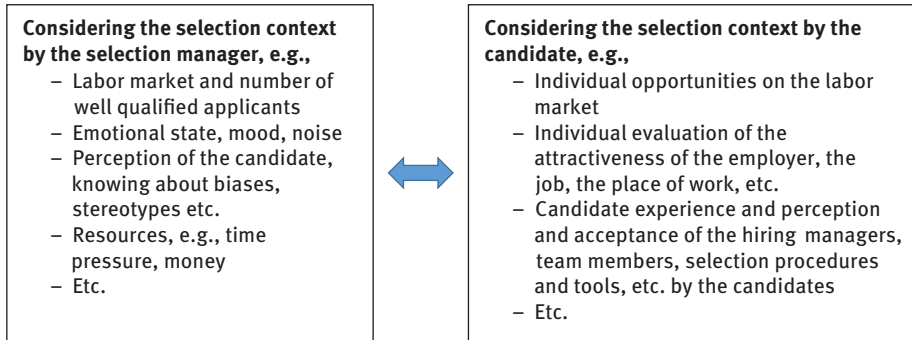 Considering the selection context
by the selection manager, e.g.,
– Labor market and number of
well qualified applicants
– Emotional state, mood, noise
– Perception of the candidate,
knowing about biases,
stereotypes etc.
– Resources, e.g., time
pressure, money
– Etc.
Considering the selection context by the
candidate, e.g.,
– Individual opportunities on the labor
market
– Individual evaluation of the
attractiveness of the employer, the
job, the place of work, etc.
– Candidate experience and perception
and acceptance of the hiring managers,
team members, selection procedures
and tools, etc. by the candidates
– Etc.